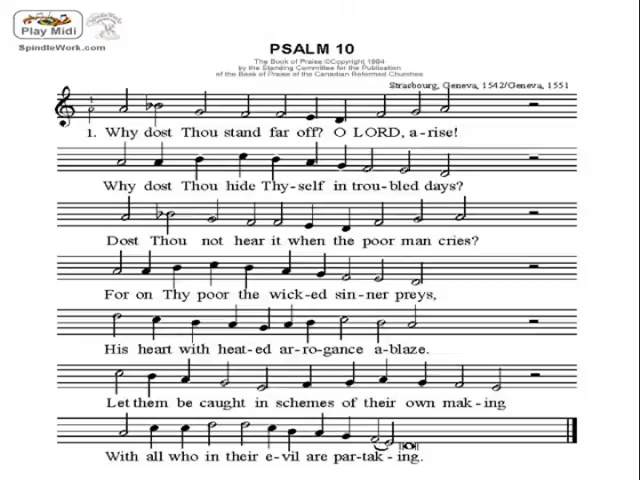 Play Midi
SpindleWork.com
PSALM 10
The Book of Praise ©Copyright 1984
by the Standing Committee for the Publication
of the Book of Praise of the Canadian Reformed Churches
Strasbourg, Geneva, 1542/Geneva, 1551
1. Why dost Thou stand far off? O LORD, a-rise!
Why dost Thou hide Thy-self in trou-bled days?
Dost Thou not hear it when the poor man cries?
For on Thy poor the wick-ed sin-ner preys,
His heart with heat-ed ar-ro-gance a-blaze.
Let them be caught in schemes of their own mak-ing
With all who in their e-vil are par-tak-ing.